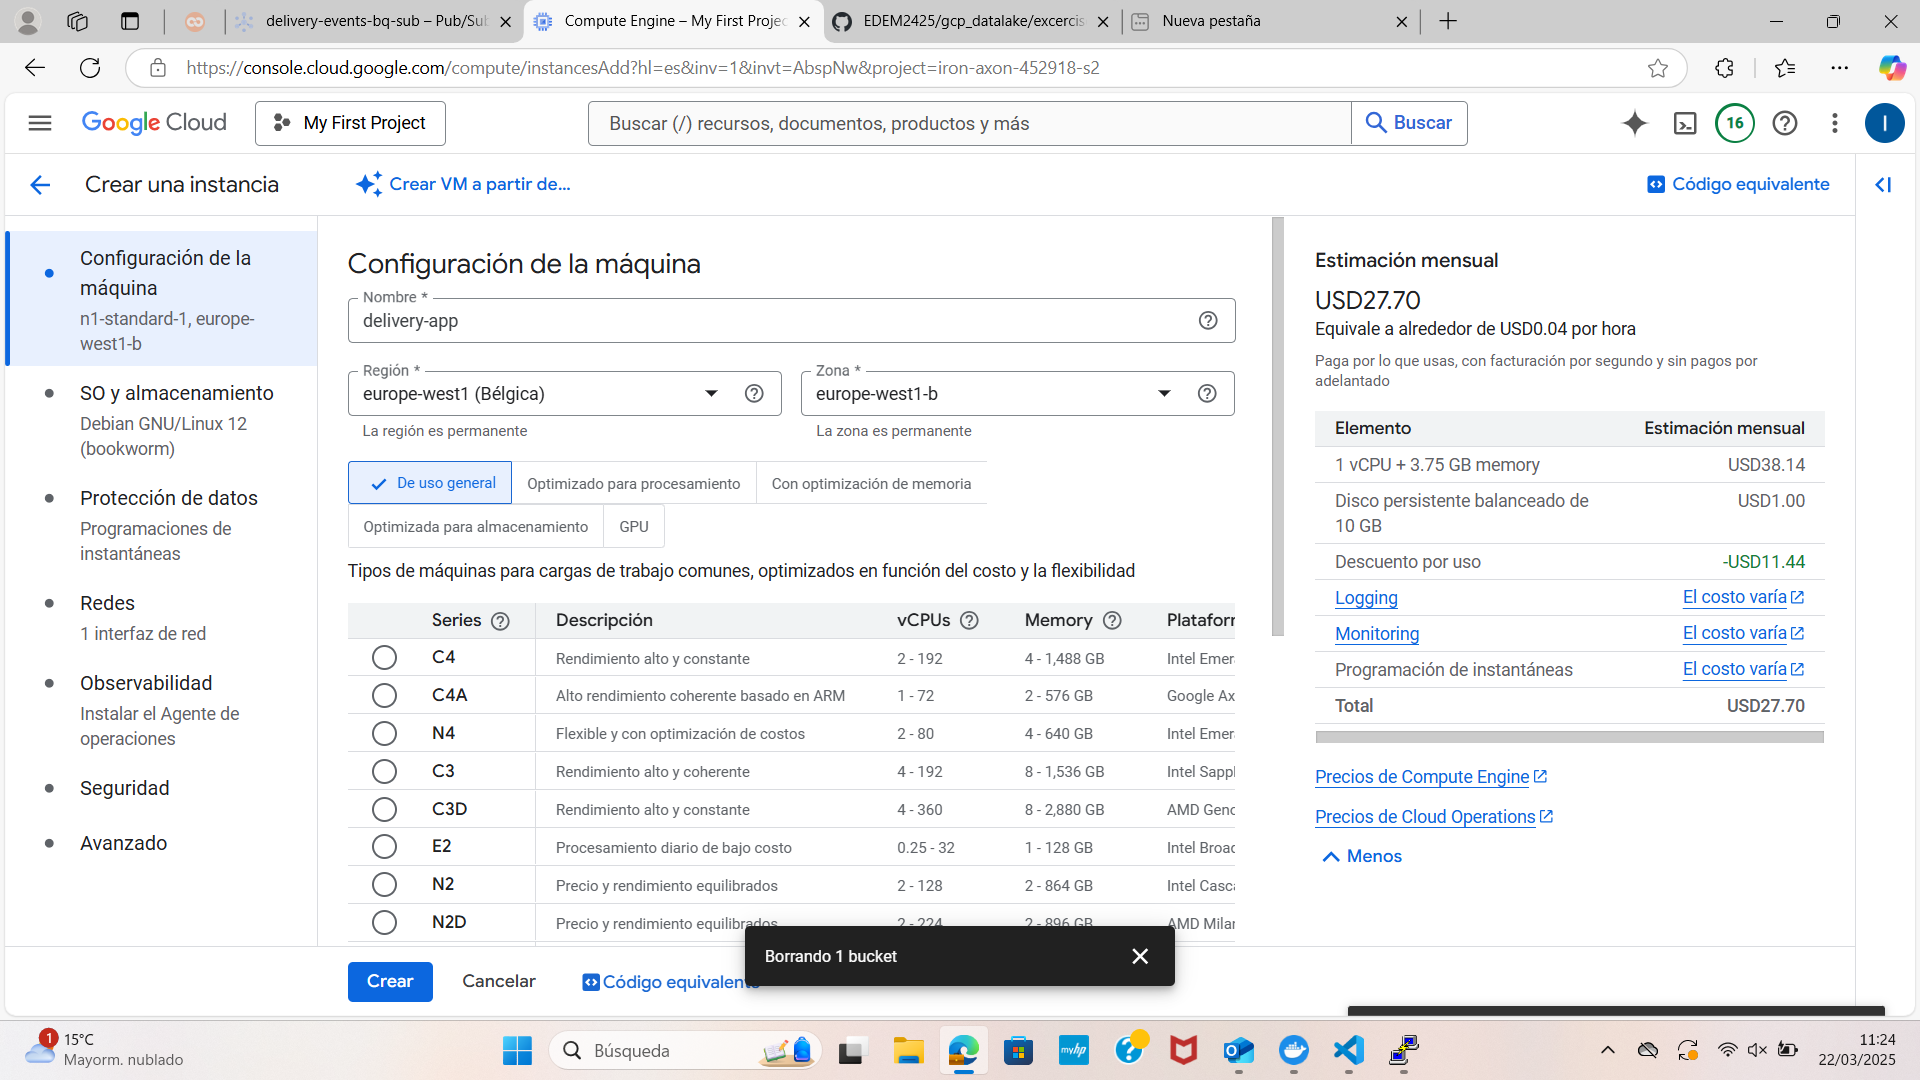 delivery-events-bq-sub – Pub/Sub
Compute Engine – My First Projec
EDEM2425/gcp_datalake/excercis
Nueva pestaña
https://console.cloud.google.com/compute/instancesAdd?hl=es&inv=1&invt=AbspNw&project=iron-axon-452918-s2
Google Cloud
My First Project
Buscar (/) recursos, documentos, productos y más
Buscar
16
I
Crear una instancia
Crear VM a partir de...
Código equivalente
Configuración de la
máquina
n1-standard-1, europe-
west1-b
SO y almacenamiento
Debian GNU/Linux 12
(bookworm)
Protección de datos
Programaciones de
instantáneas
Redes
1 interfaz de red
Observabilidad
Instalar el Agente de
operaciones
Seguridad
Avanzado
Configuración de la máquina
Nombre *
delivery-app
Región *
europe-west1 (Bélgica)
La región es permanente
Zona *
europe-west1-b
La zona es permanente
De uso general
Optimizado para procesamiento
Con optimización de memoria
Optimizada para almacenamiento
GPU
Tipos de máquinas para cargas de trabajo comunes, optimizados en función del costo y la flexibilidad
Series Descripción vCPUs Memory Platafor
C4 Rendimiento alto y constante 2 - 192 4 - 1,488 GB Intel Emer
C4A Alto rendimiento coherente basado en ARM 1 - 72 2 - 576 GB Google Ax
N4 Flexible y con optimización de costos 2 - 80 4 - 640 GB Intel Emer
C3 Rendimiento alto y coherente 4 - 192 8 - 1,536 GB Intel Sapp
C3D Rendimiento alto y constante 4 - 360 8 - 2,880 GB AMD Geno
E2 Procesamiento diario de bajo costo 0.25 - 32 1 - 128 GB Intel Broad
N2 Precio y rendimiento equilibrados 2 - 128 2 - 864 GB Intel Casca
N2D Precio y rendimiento equilibrados 2 - 224 2 - 896 GB AMD Milan
Crear
Cancelar
Código equivalente
Borrando 1 bucket
Estimación mensual
USD27.70
Equivale a alrededor de USD0.04 por hora
Paga por lo que usas, con facturación por segundo y sin pagos por
adelantado
Elemento Estimación mensual
1 vCPU + 3.75 GB memory USD38.14
Disco persistente balanceado de USD1.00
10 GB
Descuento por uso -USD11.44
Logging El costo varía
Monitoring El costo varía
Programación de instantáneas El costo varía
Total USD27.70
Precios de Compute Engine
Precios de Cloud Operations
Menos
1
15°C
Mayorm. nublado
Búsqueda
myhp
11:24
22/03/2025